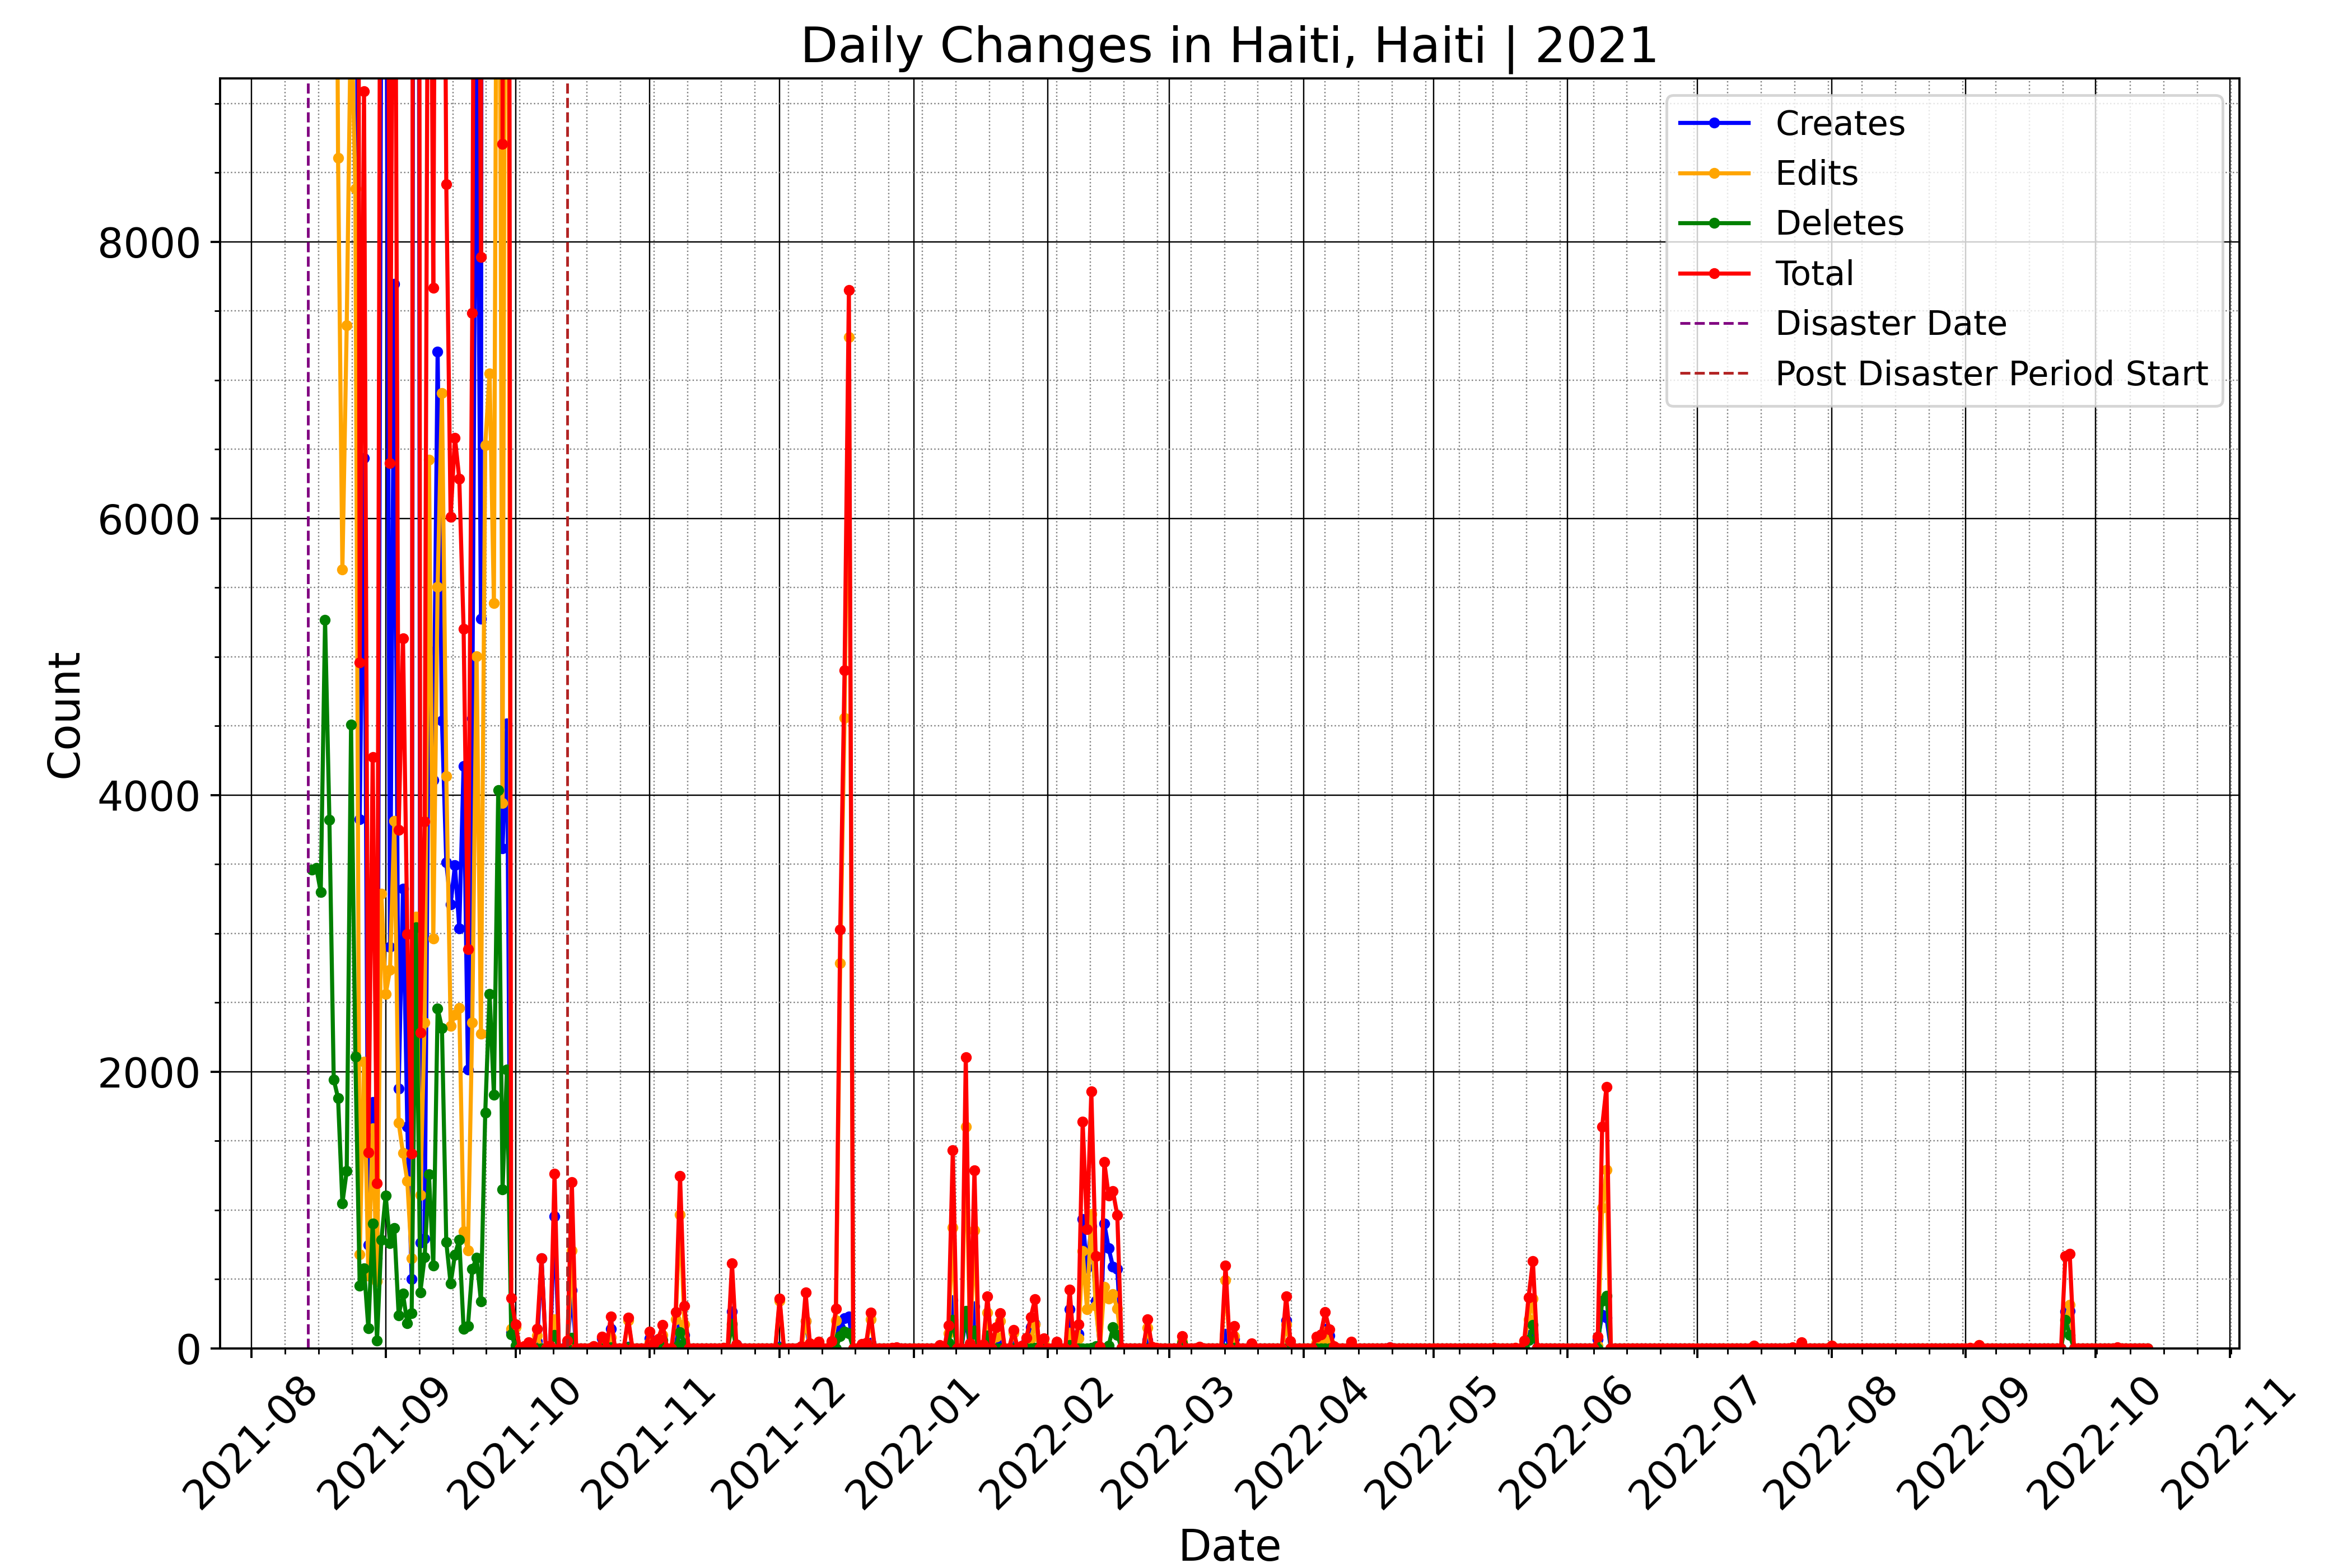 Daily Changes in Haiti, Haiti | 2021
Creates
Edits
Deletes
Total
Disaster Date
Post Disaster Period Start
8000
6000
4000
2000
0
Count
2021-08
2021-09
2021-10
2021-11
2021-12
2022-01
2022-02
2022-03
2022-04
2022-05
2022-06
2022-07
2022-08
2022-09
2022-10
2022-11
Date